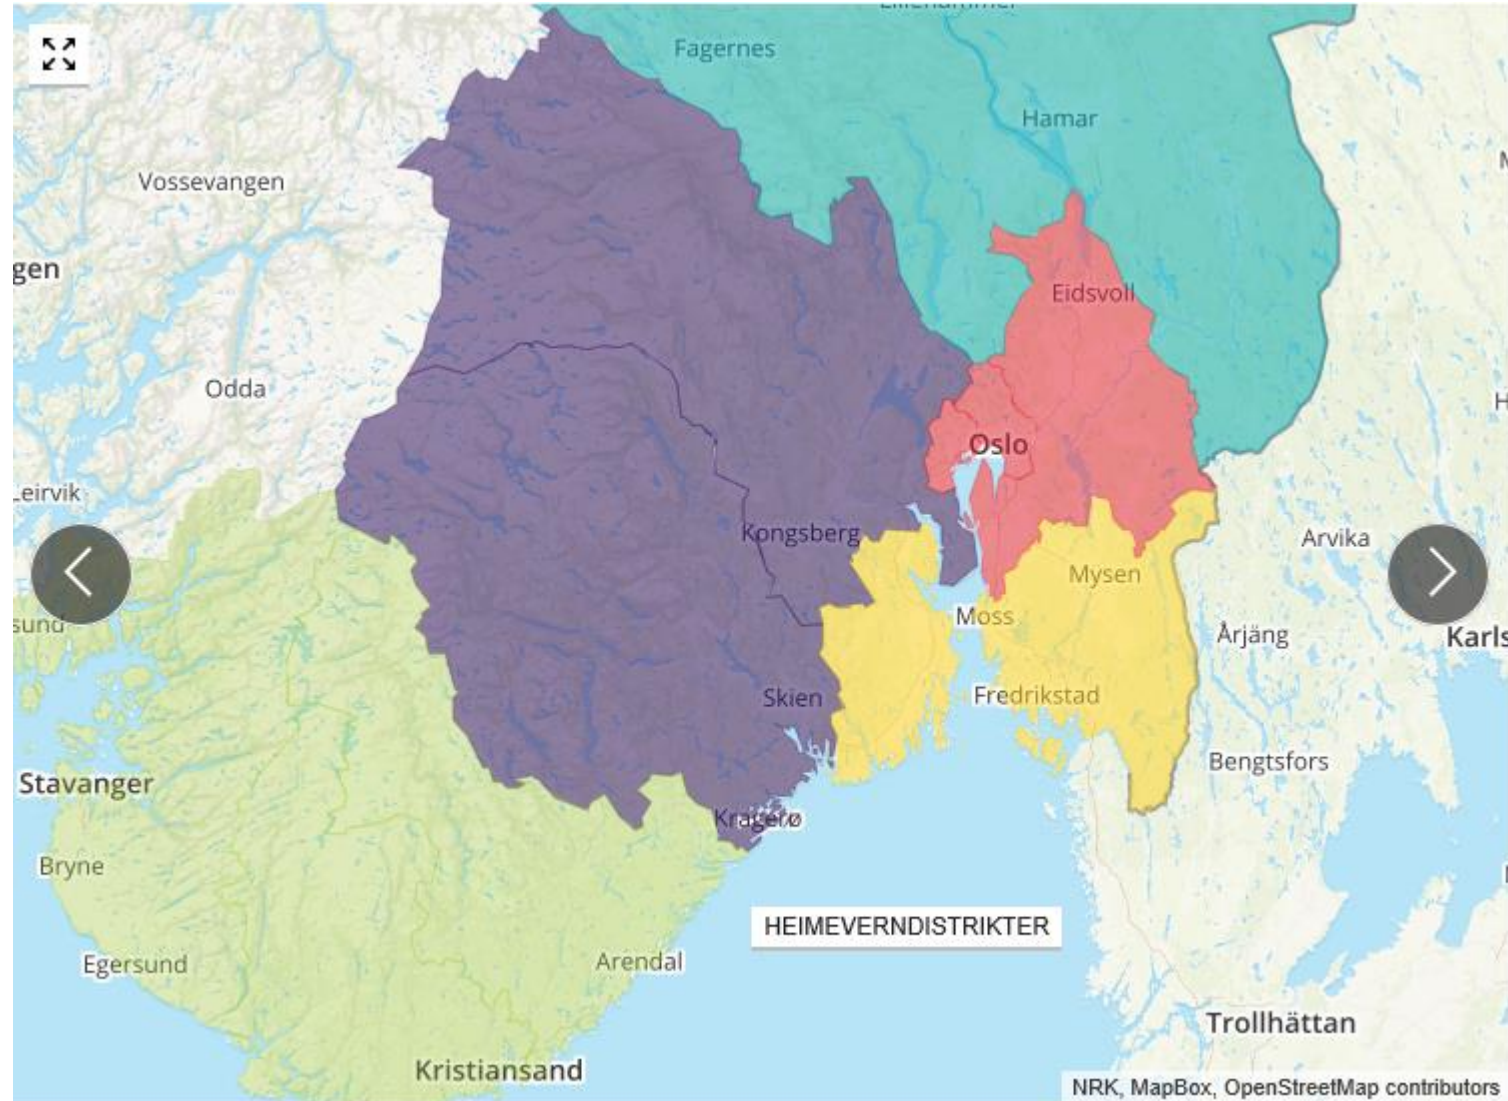 Lillehammer
Fagernes
Hamar
Vossevangen
gen
Eidsvoll
Odda
Oslo
Leirvik
Kongsberg
Arvika
Mysen
sund
Moss
Årjäng
Karls
Skien
Fredrikstad
Bengtsfors
Stavanger
Kragerø
Bryne
HEIMEVERNDISTRIKTER
Egersund
Arendal
Trollhättan
Kristiansand
NRK, MapBox, OpenStreetMap contributors